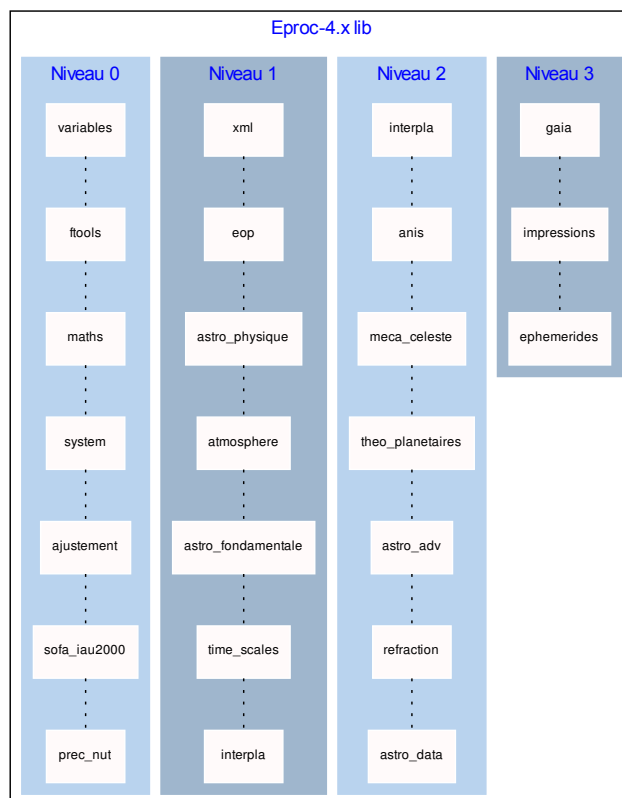 Eproc-4.x lib
Niveau 0
variables
ftools
maths
system
ajustement
sofa_iau2000
prec_nut
Niveau 1
xml
eop
astro_physique
atmosphere
astro_fondamentale
time_scales
interpla
Niveau 2
interpla
anis
meca_celeste
theo_planetaires
astro_adv
refraction
astro_data
Niveau 3
gaia
impressions
ephemerides